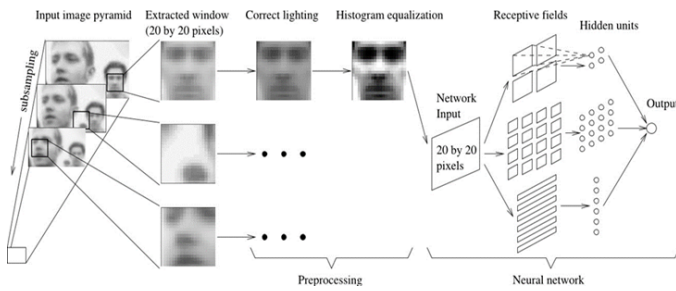 Input image pyramid
Extracted window
(20 by 20 pixels)
Correct lighting
Histogram equalization
Receptive fields
Hidden units
subsampling
Network
Input
20 by 20
pixels
Output
Preprocessing
Neural network